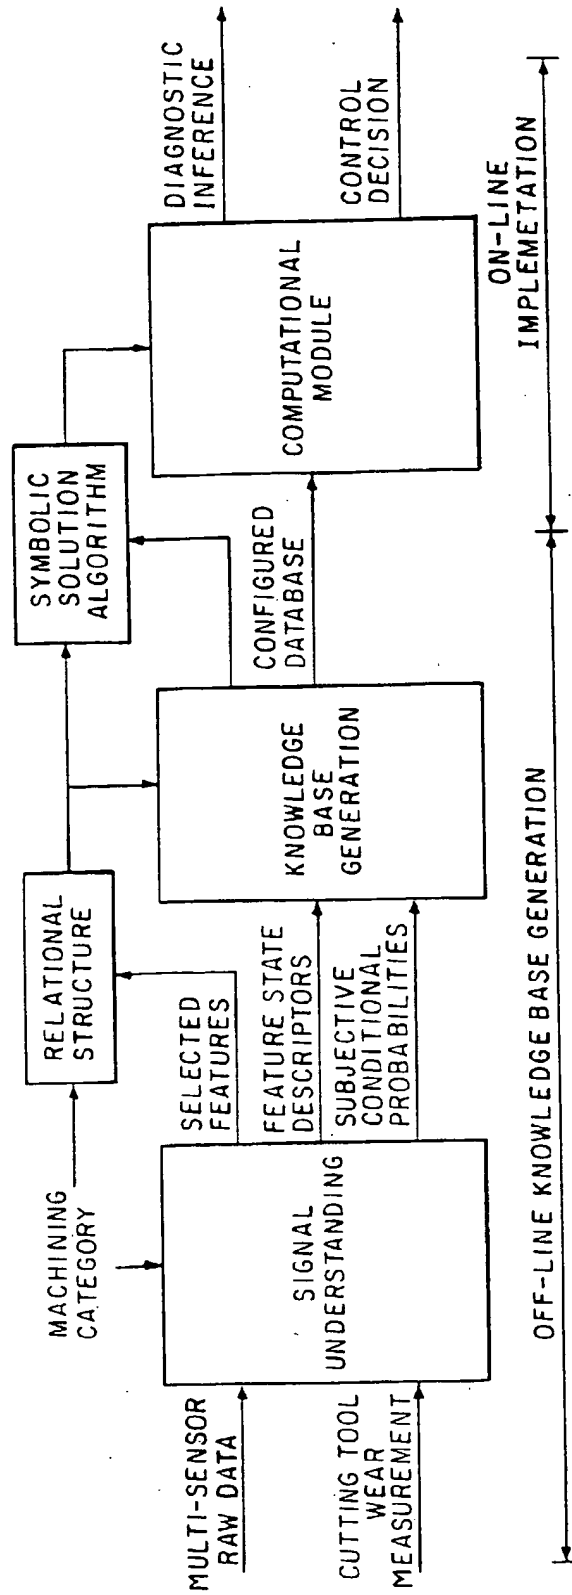 MULTI-SENSOR
RAW DATA
CUTTING TOOL
WEAR
MEASUREMENT
MACHINING
CATEGORY
SIGNAL
UNDERSTANDING
SELECTED
FEATURES
FEATURE STATE
DESCRIPTORS
SUBJECTIVE
CONDITIONAL
PROBABILITIES
RELATIONAL
STRUCTURE
KNOWLEDGE
BASE
GENERATION
CONFIGURED
DATABASE
SYMBOLIC
SOLUTION
ALGORITHM
COMPUTATIONAL
MODULE
DIAGNOSTIC
INFERENCE
CONTROL
DECISION
OFF-LINE KNOWLEDGE BASE GENERATION
ON-LINE
IMPLEMETATION